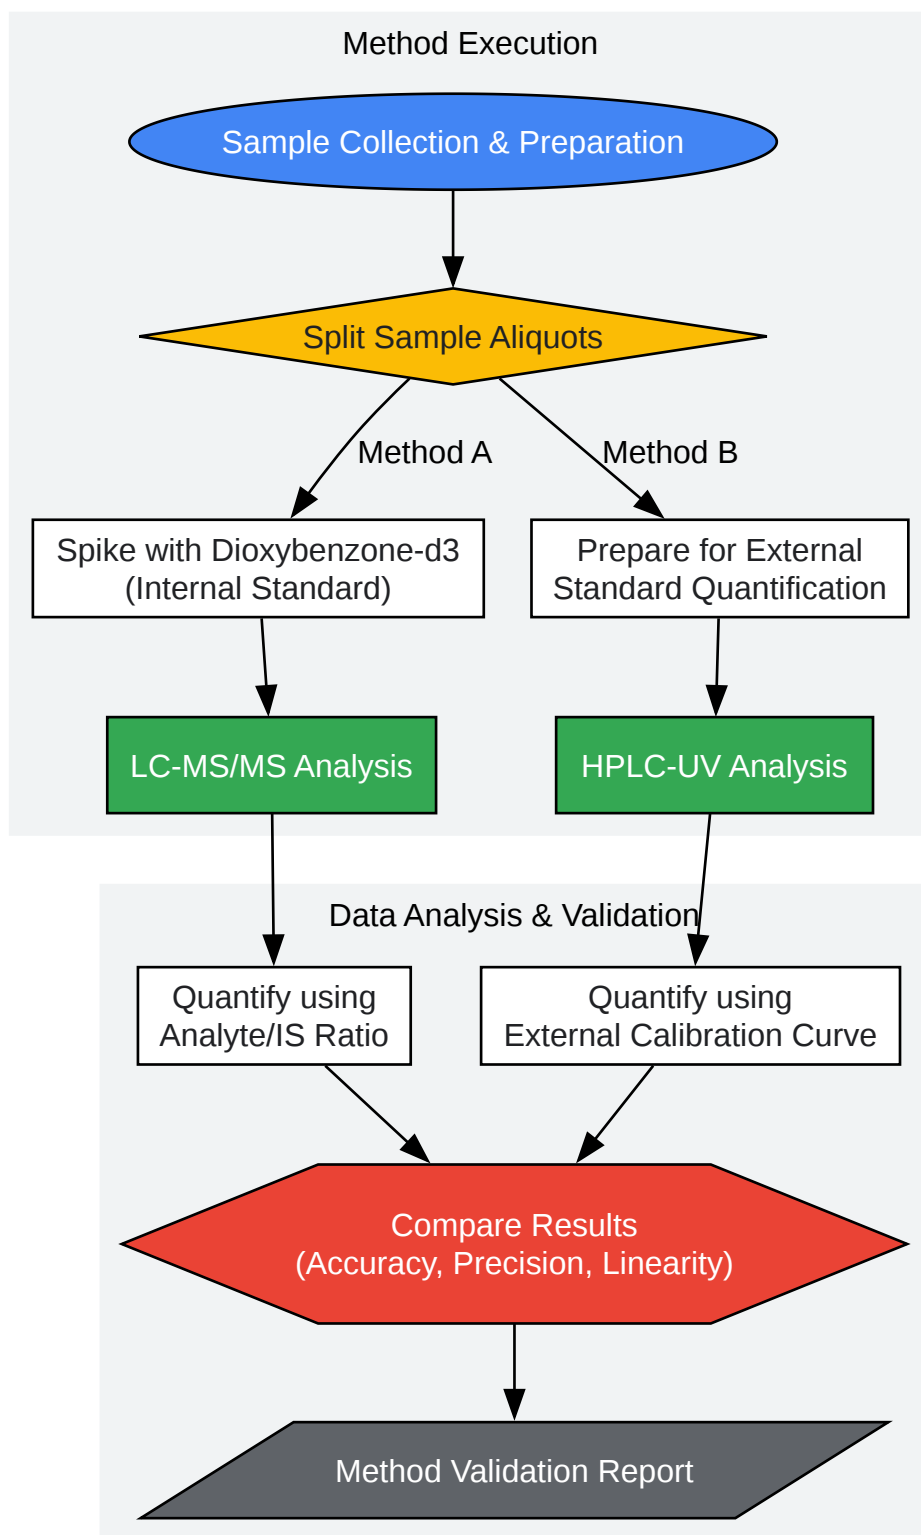 Method Execution
Sample Collection & Preparation
Split Sample Aliquots
Method A
Method B
Spike with Dioxybenzone-d3
(Internal Standard)
Prepare for External
Standard Quantification
LC-MS/MS Analysis
HPLC-UV Analysis
Data Analysis & Validation
Quantify using
Analyte/IS Ratio
Quantify using
External Calibration Curve
Compare Results
(Accuracy, Precision, Linearity)
Method Validation Report